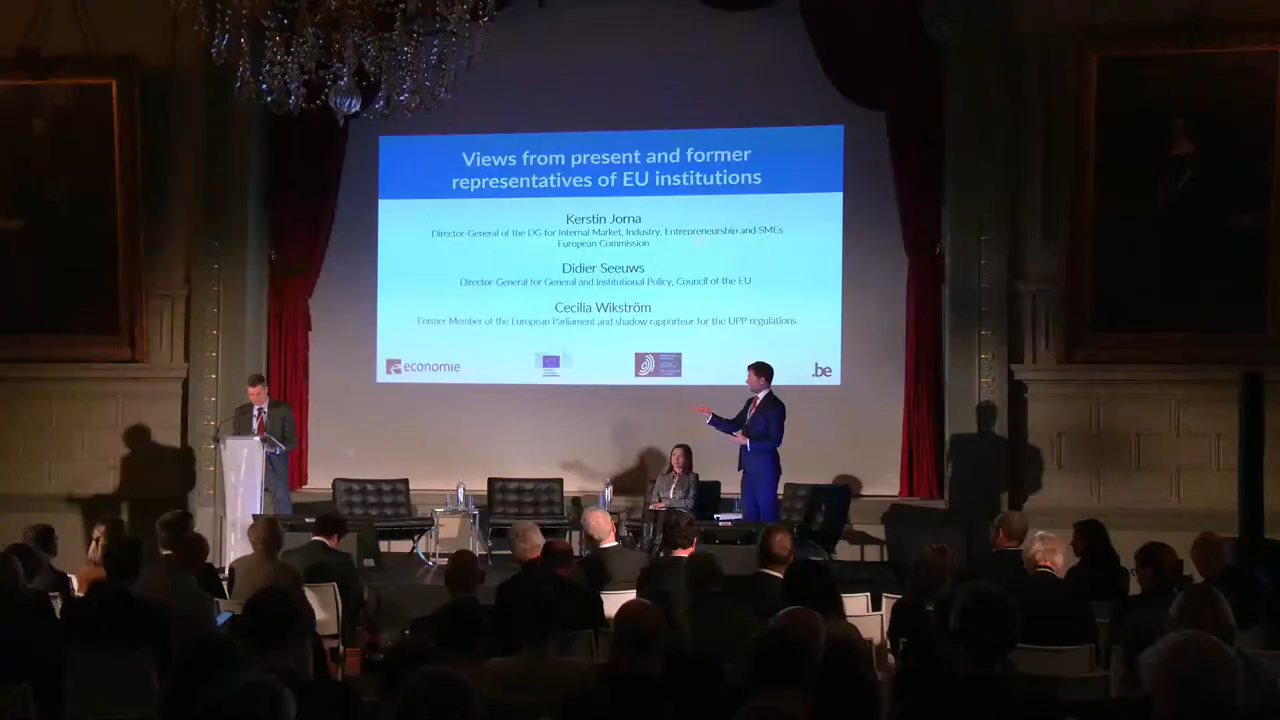 Views from present and former
representatives of EU institutions
Kerstin Jorna
Director-General of the DG for Internal Market, Industry, Entrepreneurship and SMEs
European Commission
Didier Seeuws
Director General for General and Institutional Policy, Council of the EU
Cecilia Wikström
Former Member of the European Parliament and shadow rapporteur for the UPP regulations
e economie
.be